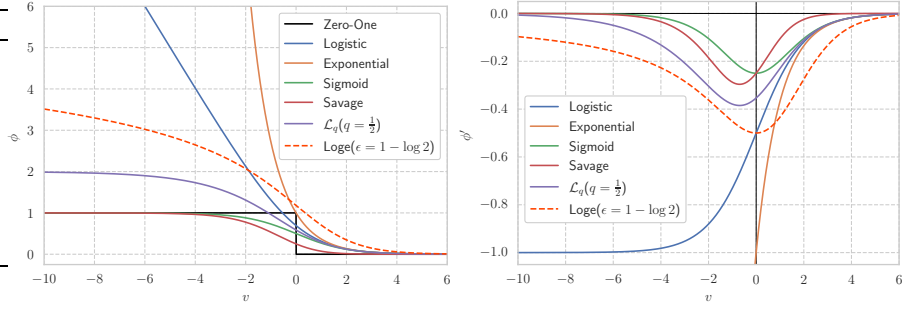 6
5
4
3
2
1
0
ϕ
−10
−8
−6
−4
−2
0
2
4
6
v
Zero-One
Logistic
Exponential
Sigmoid
Savage
ℒq(q = 1/2)
Loge(ϵ = 1 − log 2)
0.0
−0.2
−0.4
−0.6
−0.8
−1.0
ϕ′
−10
−8
−6
−4
−2
0
2
4
6
v
Logistic
Exponential
Sigmoid
Savage
ℒq(q = 1/2)
Loge(ϵ = 1 − log 2)